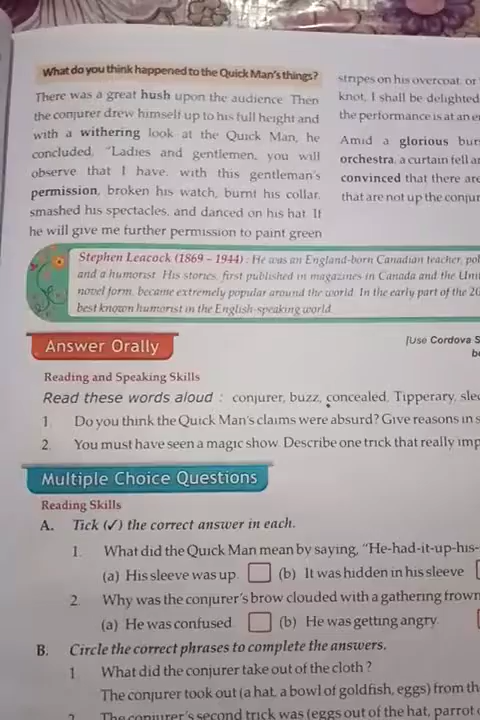 What do you think happened to the Quick Man's things?
There was a great hush upon the audience. Then
the conjurer drew himself up to his full height and
with a withering look at the Quick Man, he
concluded, "Ladies and gentlemen, you will
observe that I have, with this gentleman's
permission, broken his watch, burnt his collar,
smashed his spectacles, and danced on his hat. If
he will give me further permission to paint green
stripes on his overcoat, or
knot, I shall be delighted
the performance is at an
Amid a glorious
orchestra, a curtain fell
convinced that there are
that are not up the
Stephen Leacock (1869 – 1944) : He was an England-born Canadian teacher,
and a humorist. His stories, first published in magazines in Canada and the
novel form, became extremely popular around the world. In the early part of the
best known humorist in the English-speaking world.
Answer Orally
[Use Cordova
Reading and Speaking Skills
Read these words aloud : conjurer, buzz, concealed, Tipperary,
1. Do you think the Quick Man's claims were absurd? Give reasons in
2. You must have seen a magic show. Describe one trick that really
Multiple Choice Questions
Reading Skills
A. Tick (✓) the correct answer in each.
1. What did the Quick Man mean by saying, "He-had-it-up-his-
(a) His sleeve was up. (b) It was hidden in his sleeve
2. Why was the conjurer's brow clouded with a gathering frown
(a) He was confused. (b) He was getting angry.
B. Circle the correct phrases to complete the answers.
1 What did the conjurer take out of the cloth ?
The conjurer took out (a hat, a bowl of goldfish, eggs) from
2 The conjurer's second trick was (eggs out of the hat, parrot